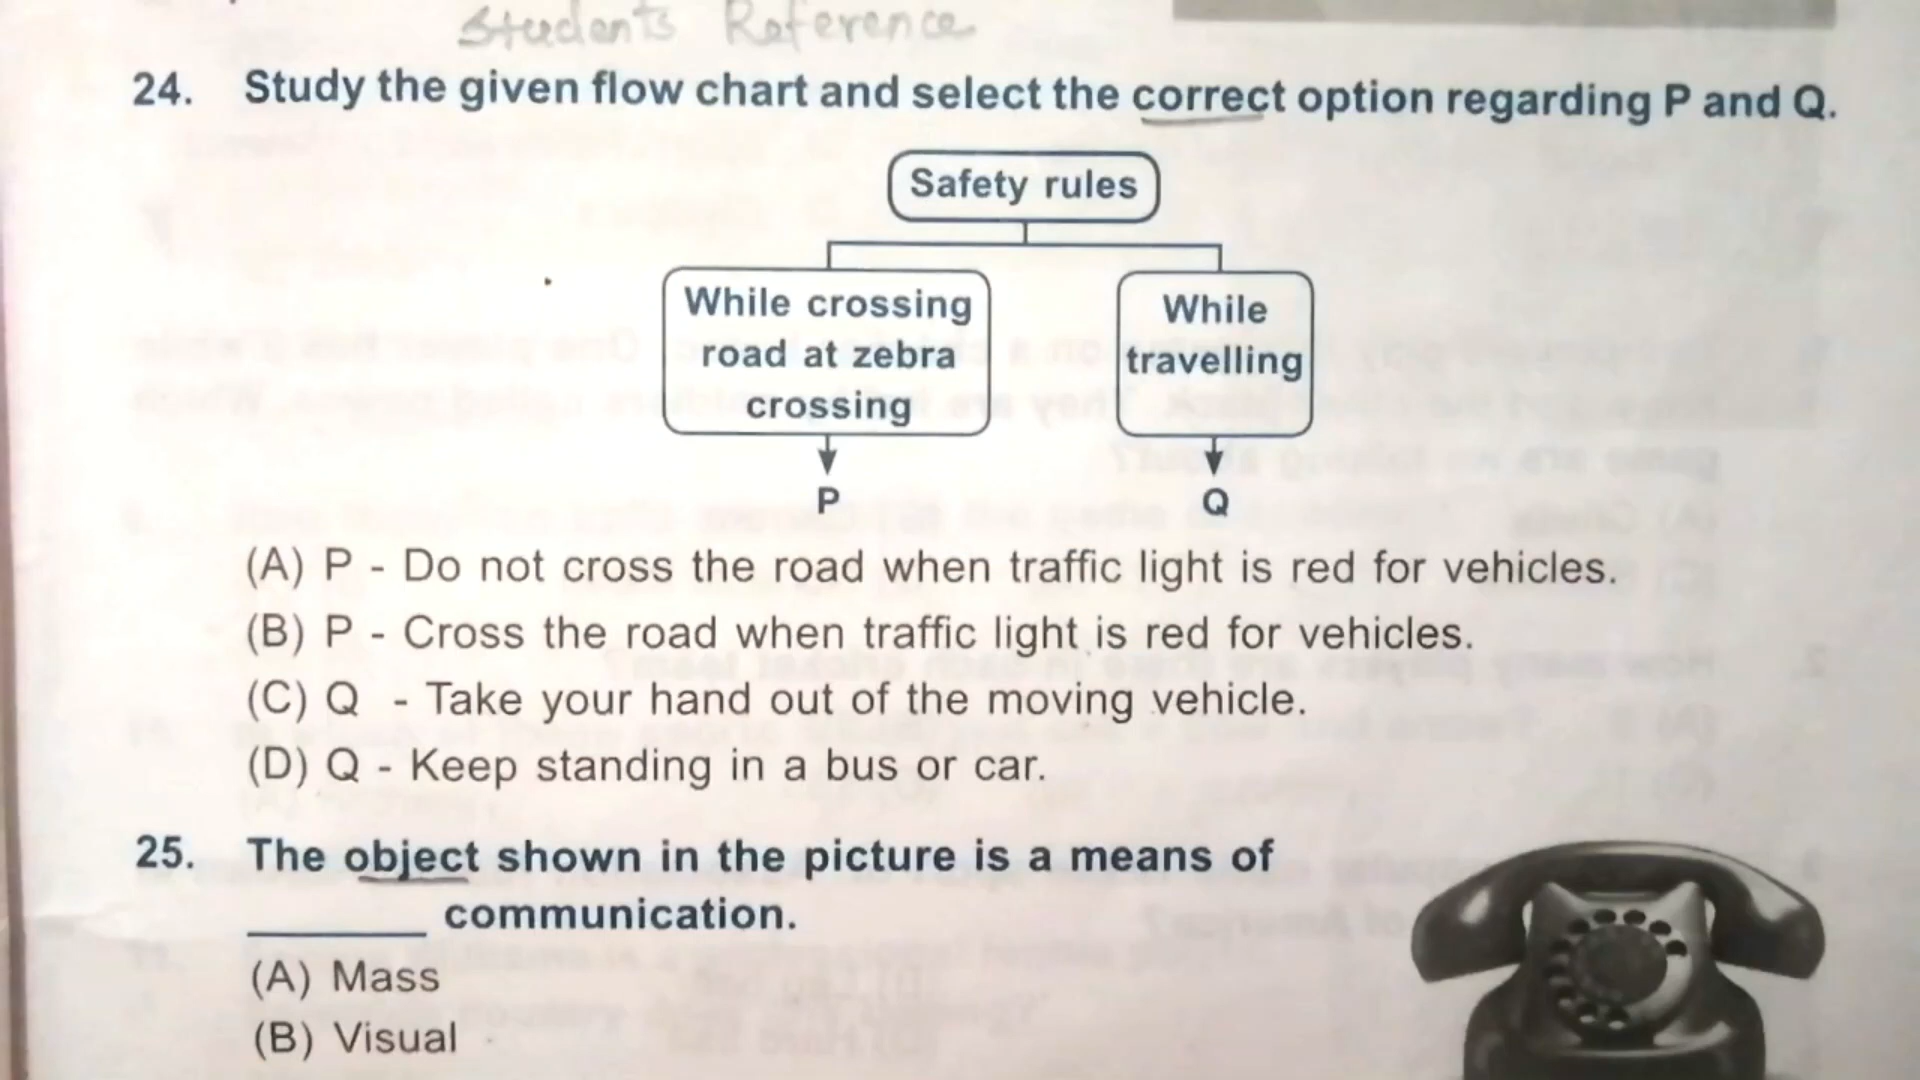 Students Reference
24. Study the given flow chart and select the correct option regarding P and Q.
Safety rules
While crossing
road at zebra
crossing
While
travelling
P
Q
(A) P - Do not cross the road when traffic light is red for vehicles.
(B) P - Cross the road when traffic light is red for vehicles.
(C) Q - Take your hand out of the moving vehicle.
(D) Q - Keep standing in a bus or car.
25. The object shown in the picture is a means of
________ communication.
(A) Mass
(B) Visual